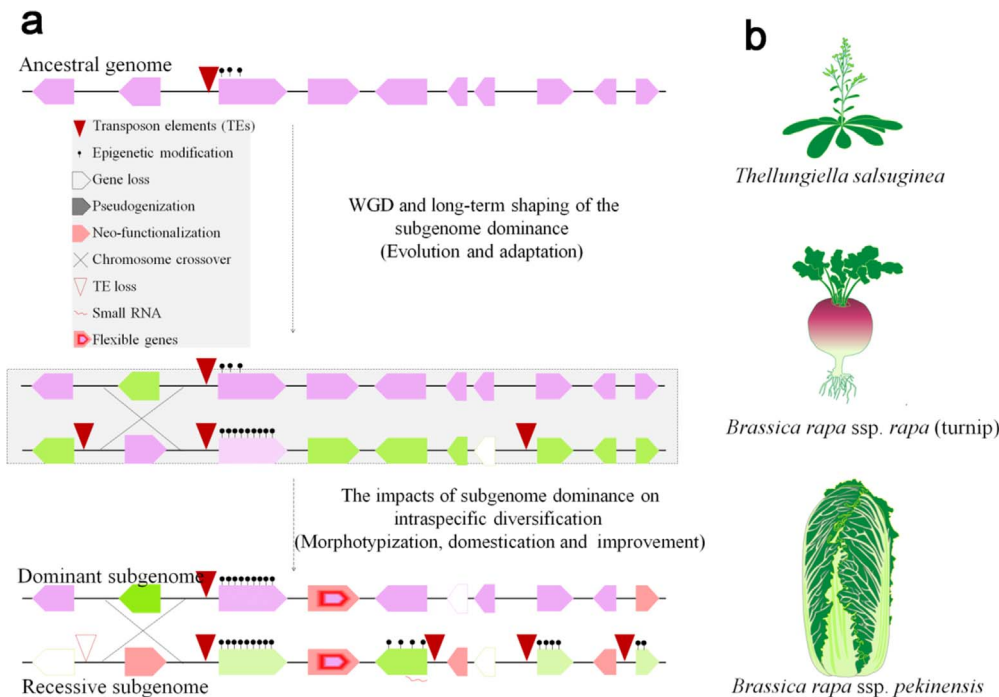 a
Ancestral genome
Transposon elements (TEs)
Epigenetic modification
Gene loss
Pseudogenization
Neo-functionalization
Chromosome crossover
TE loss
Small RNA
Flexible genes
WGD and long-term shaping of the
subgenome dominance
(Evolution and adaptation)
The impacts of subgenome dominance on
intraspecific diversification
(Morphotypization, domestication and improvement)
Dominant subgenome
Recessive subgenome
b
Thellungiella salsuginea
Brassica rapa ssp. rapa (turnip)
Brassica rapa ssp. pekinensis